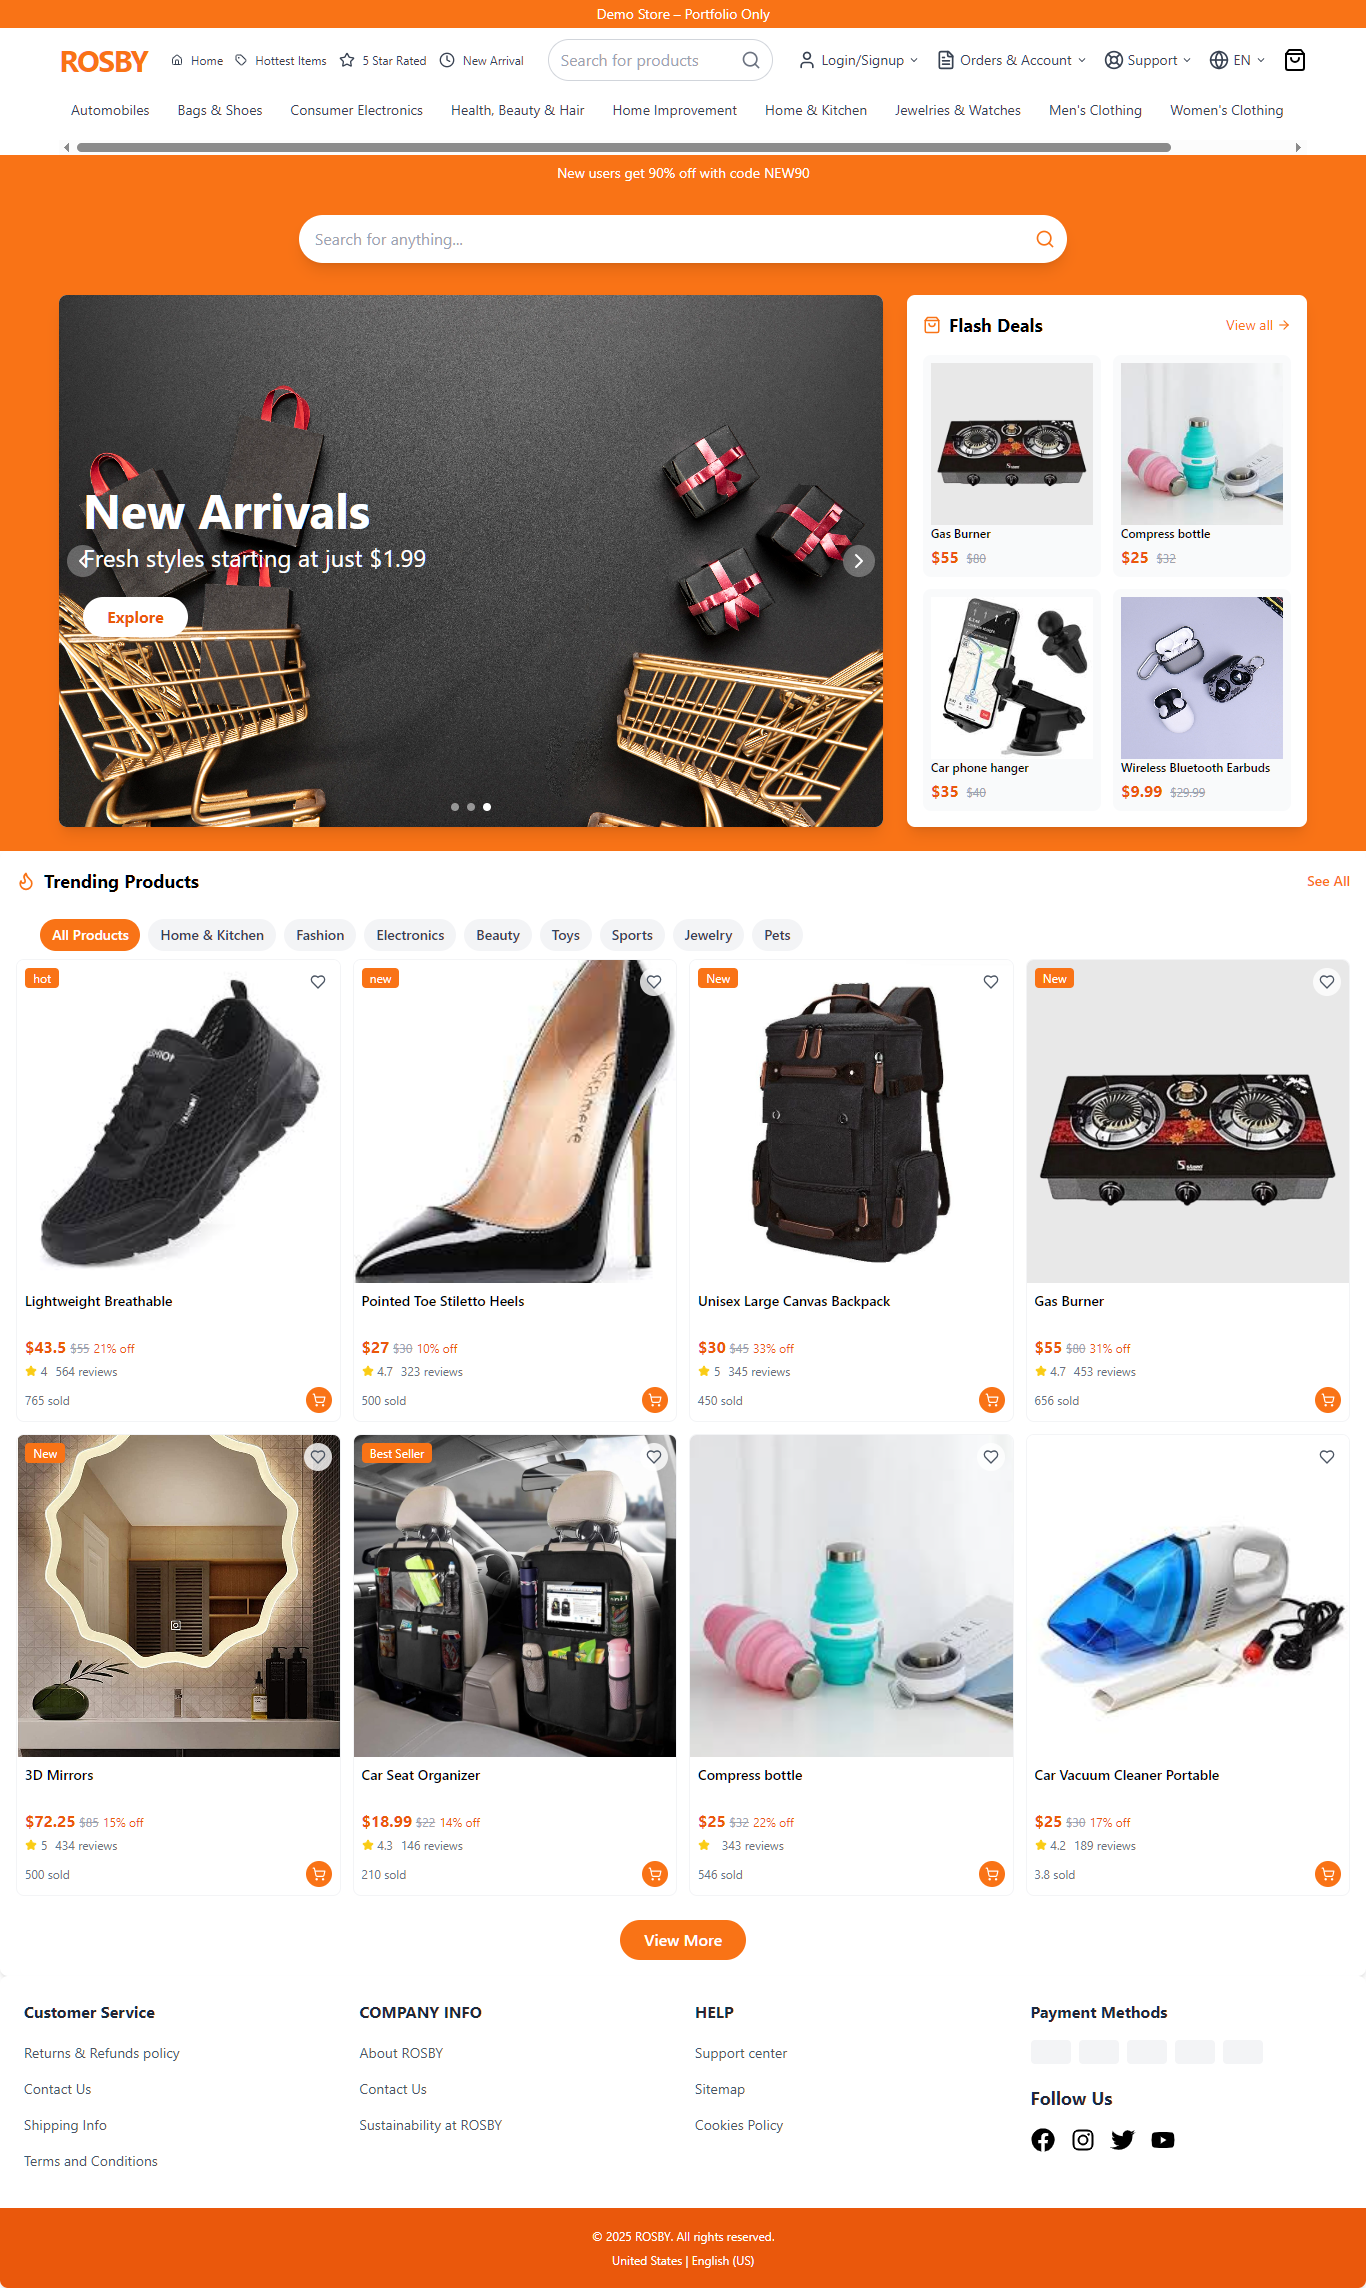 Demo Store – Portfolio Only
ROSBY
Home
Hottest Items
5 Star Rated
New Arrival
Search for products
Login/Signup
Orders & Account
Support
EN
Automobiles
Bags & Shoes
Consumer Electronics
Health, Beauty & Hair
Home Improvement
Home & Kitchen
Jewelries & Watches
Men's Clothing
Women's Clothing
New users get 90% off with code NEW90
Search for anything...
New Arrivals
Fresh styles starting at just $1.99
Explore
Flash Deals
View all
Gas Burner
$55 $80
Compress bottle
$25 $32
Car phone hanger
$35 $40
Wireless Bluetooth Earbuds
$9.99 $29.99
Trending Products
See All
All Products
Home & Kitchen
Fashion
Electronics
Beauty
Toys
Sports
Jewelry
Pets
hot
Lightweight Breathable
$43.5 $55 21% off
4 564 reviews
765 sold
new
Pointed Toe Stiletto Heels
$27 $30 10% off
4.7 323 reviews
500 sold
New
Unisex Large Canvas Backpack
$30 $45 33% off
5 345 reviews
450 sold
New
Gas Burner
$55 $80 31% off
4.7 453 reviews
656 sold
New
3D Mirrors
$72.25 $85 15% off
5 434 reviews
500 sold
Best Seller
Car Seat Organizer
$18.99 $22 14% off
4.3 146 reviews
210 sold
Compress bottle
$25 $32 22% off
343 reviews
546 sold
Car Vacuum Cleaner Portable
$25 $30 17% off
4.2 189 reviews
3.8 sold
View More
Customer Service
Returns & Refunds policy
Contact Us
Shipping Info
Terms and Conditions
COMPANY INFO
About ROSBY
Contact Us
Sustainability at ROSBY
HELP
Support center
Sitemap
Cookies Policy
Payment Methods
Follow Us
© 2025 ROSBY. All rights reserved.
United States | English (US)